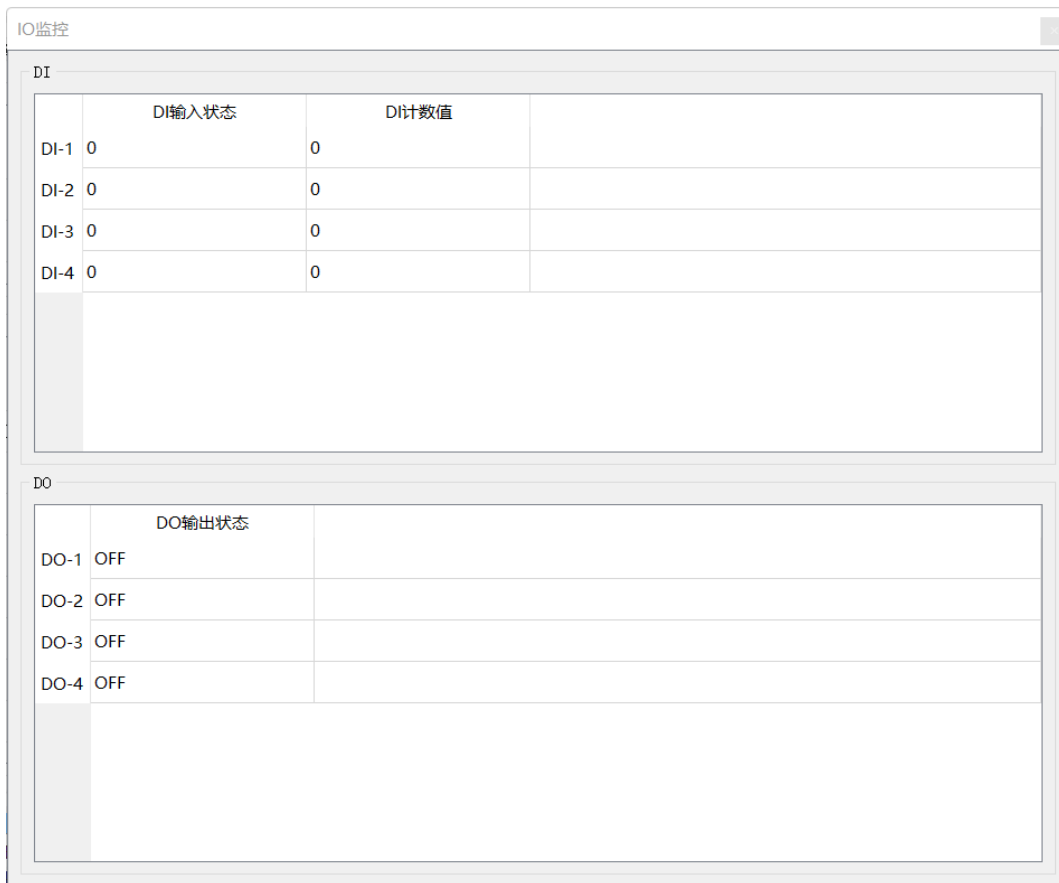 IO监控
DI
DI输入状态 DI计数值
DI-1 0 0
DI-2 0 0
DI-3 0 0
DI-4 0 0
DO
DO输出状态
DO-1 OFF
DO-2 OFF
DO-3 OFF
DO-4 OFF